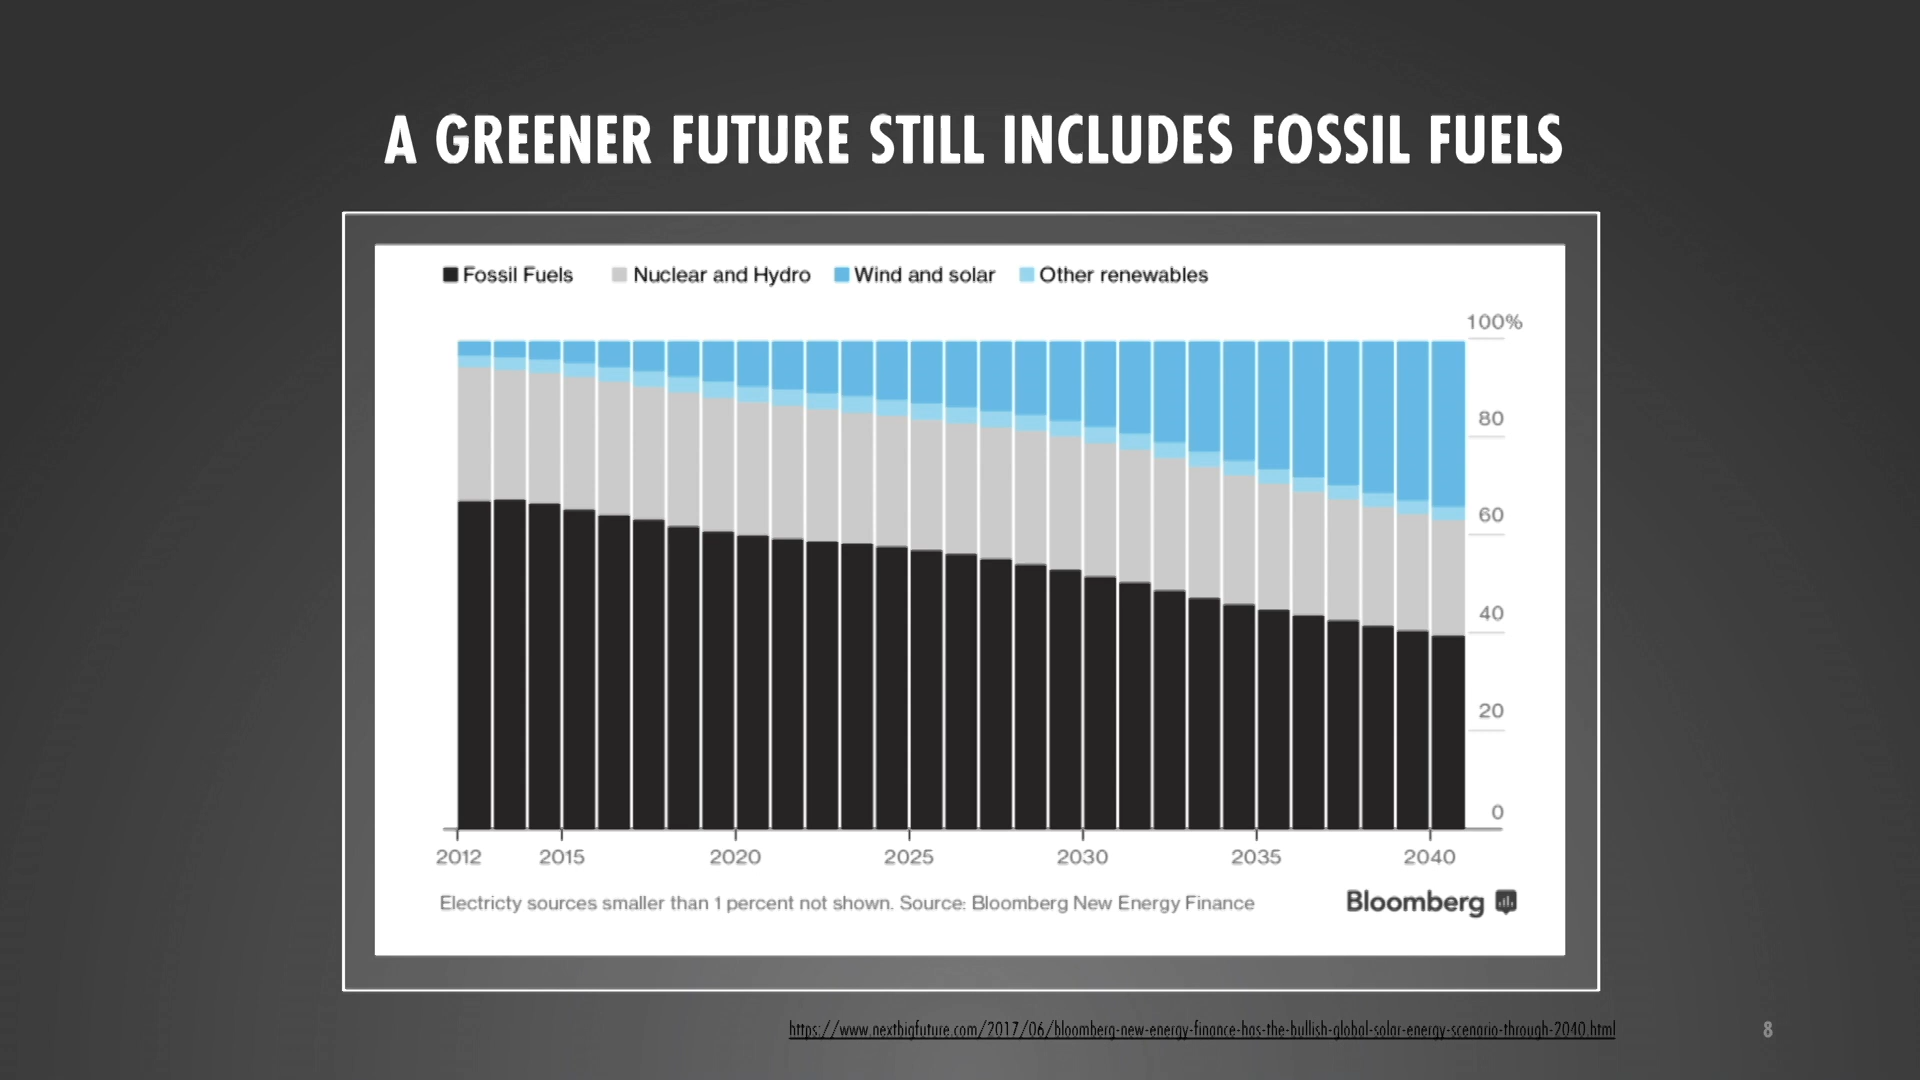 A GREENER FUTURE STILL INCLUDES FOSSIL FUELS
Fossil Fuels Nuclear and Hydro Wind and solar Other renewables
100%
80
60
40
20
0
2012 2015 2020 2025 2030 2035 2040
Electricty sources smaller than 1 percent not shown. Source: Bloomberg New Energy Finance
Bloomberg
https://www.nextbigfuture.com/2017/06/bloomberg-new-energy-finance-has-the-bullish-global-solar-energy-scenario-through-2040.html
8